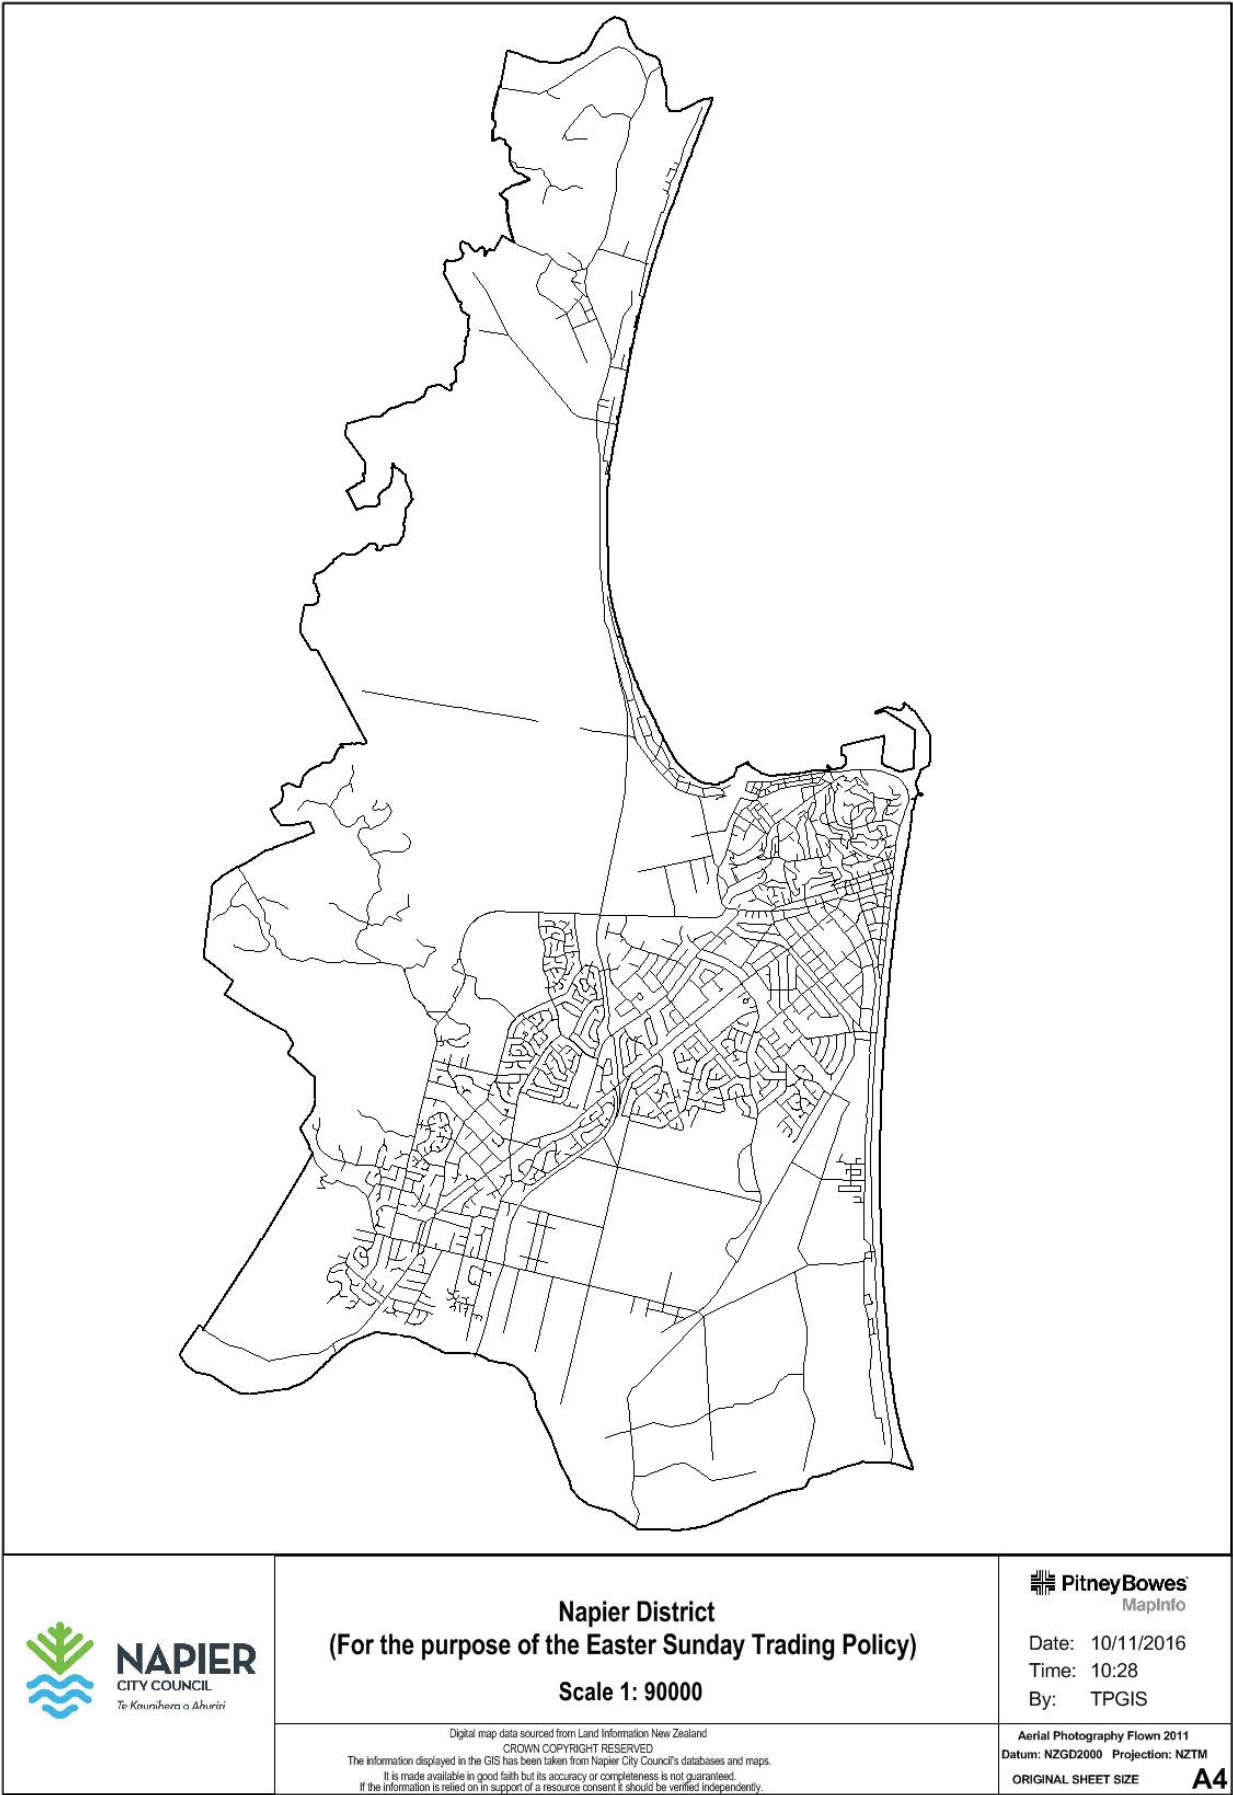 NAPIER
CITY COUNCIL
Te Kaunihera o Ahuriri
Napier District
(For the purpose of the Easter Sunday Trading Policy)
Scale 1: 90000
Digital map data sourced from Land Information New Zealand
CROWN COPYRIGHT RESERVED
The information displayed in the GIS has been taken from Napier City Council's databases and maps.
It is made available in good faith but its accuracy or completeness is not guaranteed.
If the information is relied on in support of a resource consent it should be verified independently.
PitneyBowes
MapInfo
Date: 10/11/2016
Time: 10:28
By: TPGIS
Aerial Photography Flown 2011
Datum: NZGD2000 Projection: NZTM
ORIGINAL SHEET SIZE A4